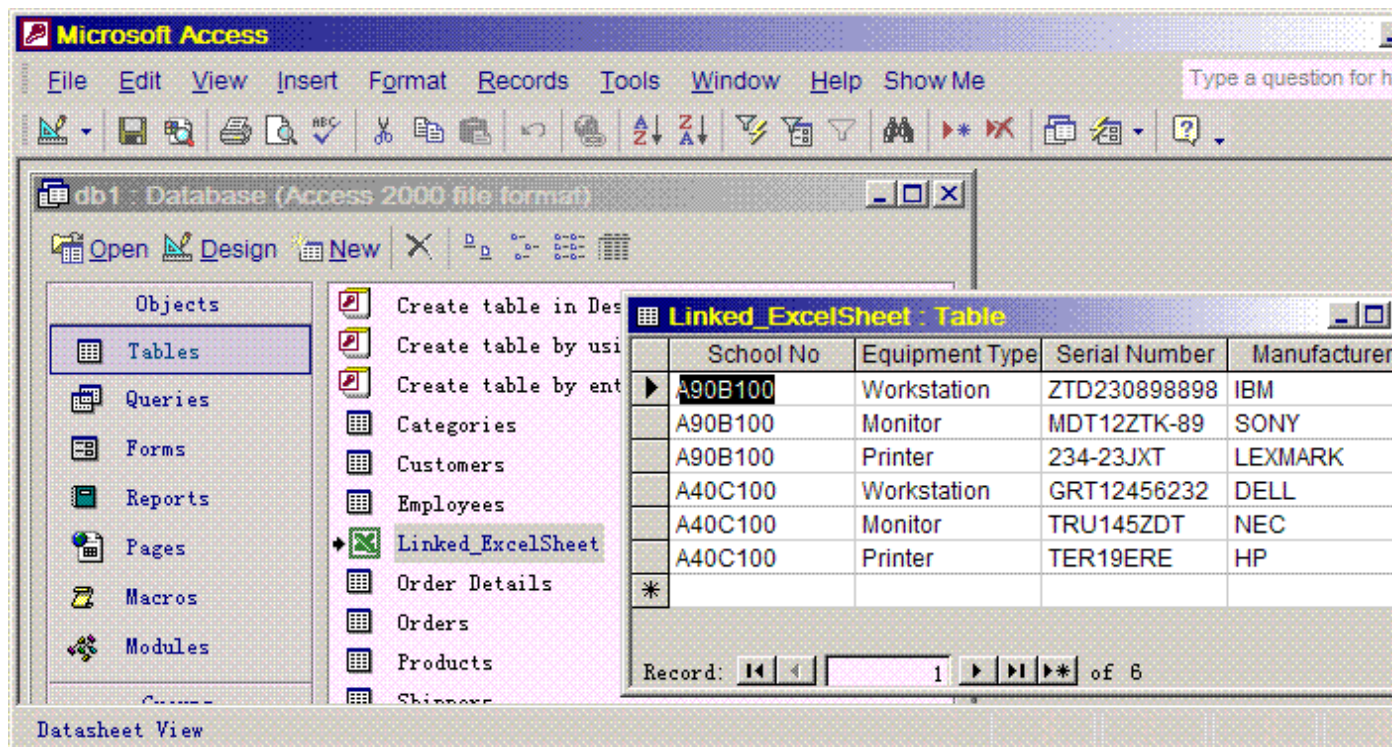 Microsoft Access
File Edit View Insert Format Records Tools Window Help Show Me
Type a question for h
db1 : Database (Access 2000 file format)
Open Design New
Objects
Tables
Queries
Forms
Reports
Pages
Macros
Modules
Create table in Des
Create table by usi
Create table by ent
Categories
Customers
Employees
Linked_ExcelSheet
Order Details
Orders
Products
Shippers
Linked_ExcelSheet : Table
School No Equipment Type Serial Number Manufacturer
A90B100 Workstation ZTD230898898 IBM
A90B100 Monitor MDT12ZTK-89 SONY
A90B100 Printer 234-23JXT LEXMARK
A40C100 Workstation GRT12456232 DELL
A40C100 Monitor TRU145ZDT NEC
A40C100 Printer TER19ERE HP
Record: 1 of 6
Datasheet View